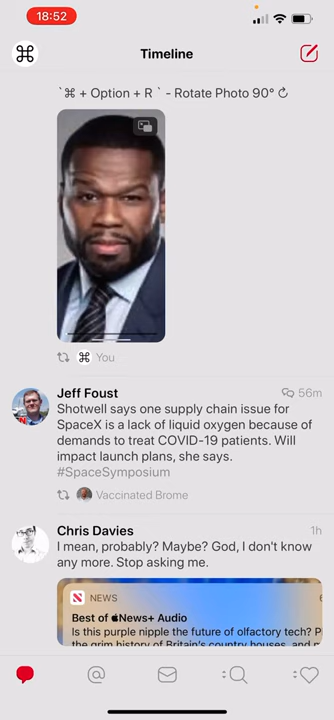 18:52
Timeline
`⌘ + Option + R ` - Rotate Photo 90° ↻
⌘ You
Jeff Foust 56m
Shotwell says one supply chain issue for
SpaceX is a lack of liquid oxygen because of
demands to treat COVID-19 patients. Will
impact launch plans, she says.
#SpaceSymposium
Vaccinated Brome
Chris Davies 1h
I mean, probably? Maybe? God, I don't know
any more. Stop asking me.
NEWS
Best of News+ Audio
Is this purple nipple the future of olfactory tech? P
the grim history of Britain's country houses, and m